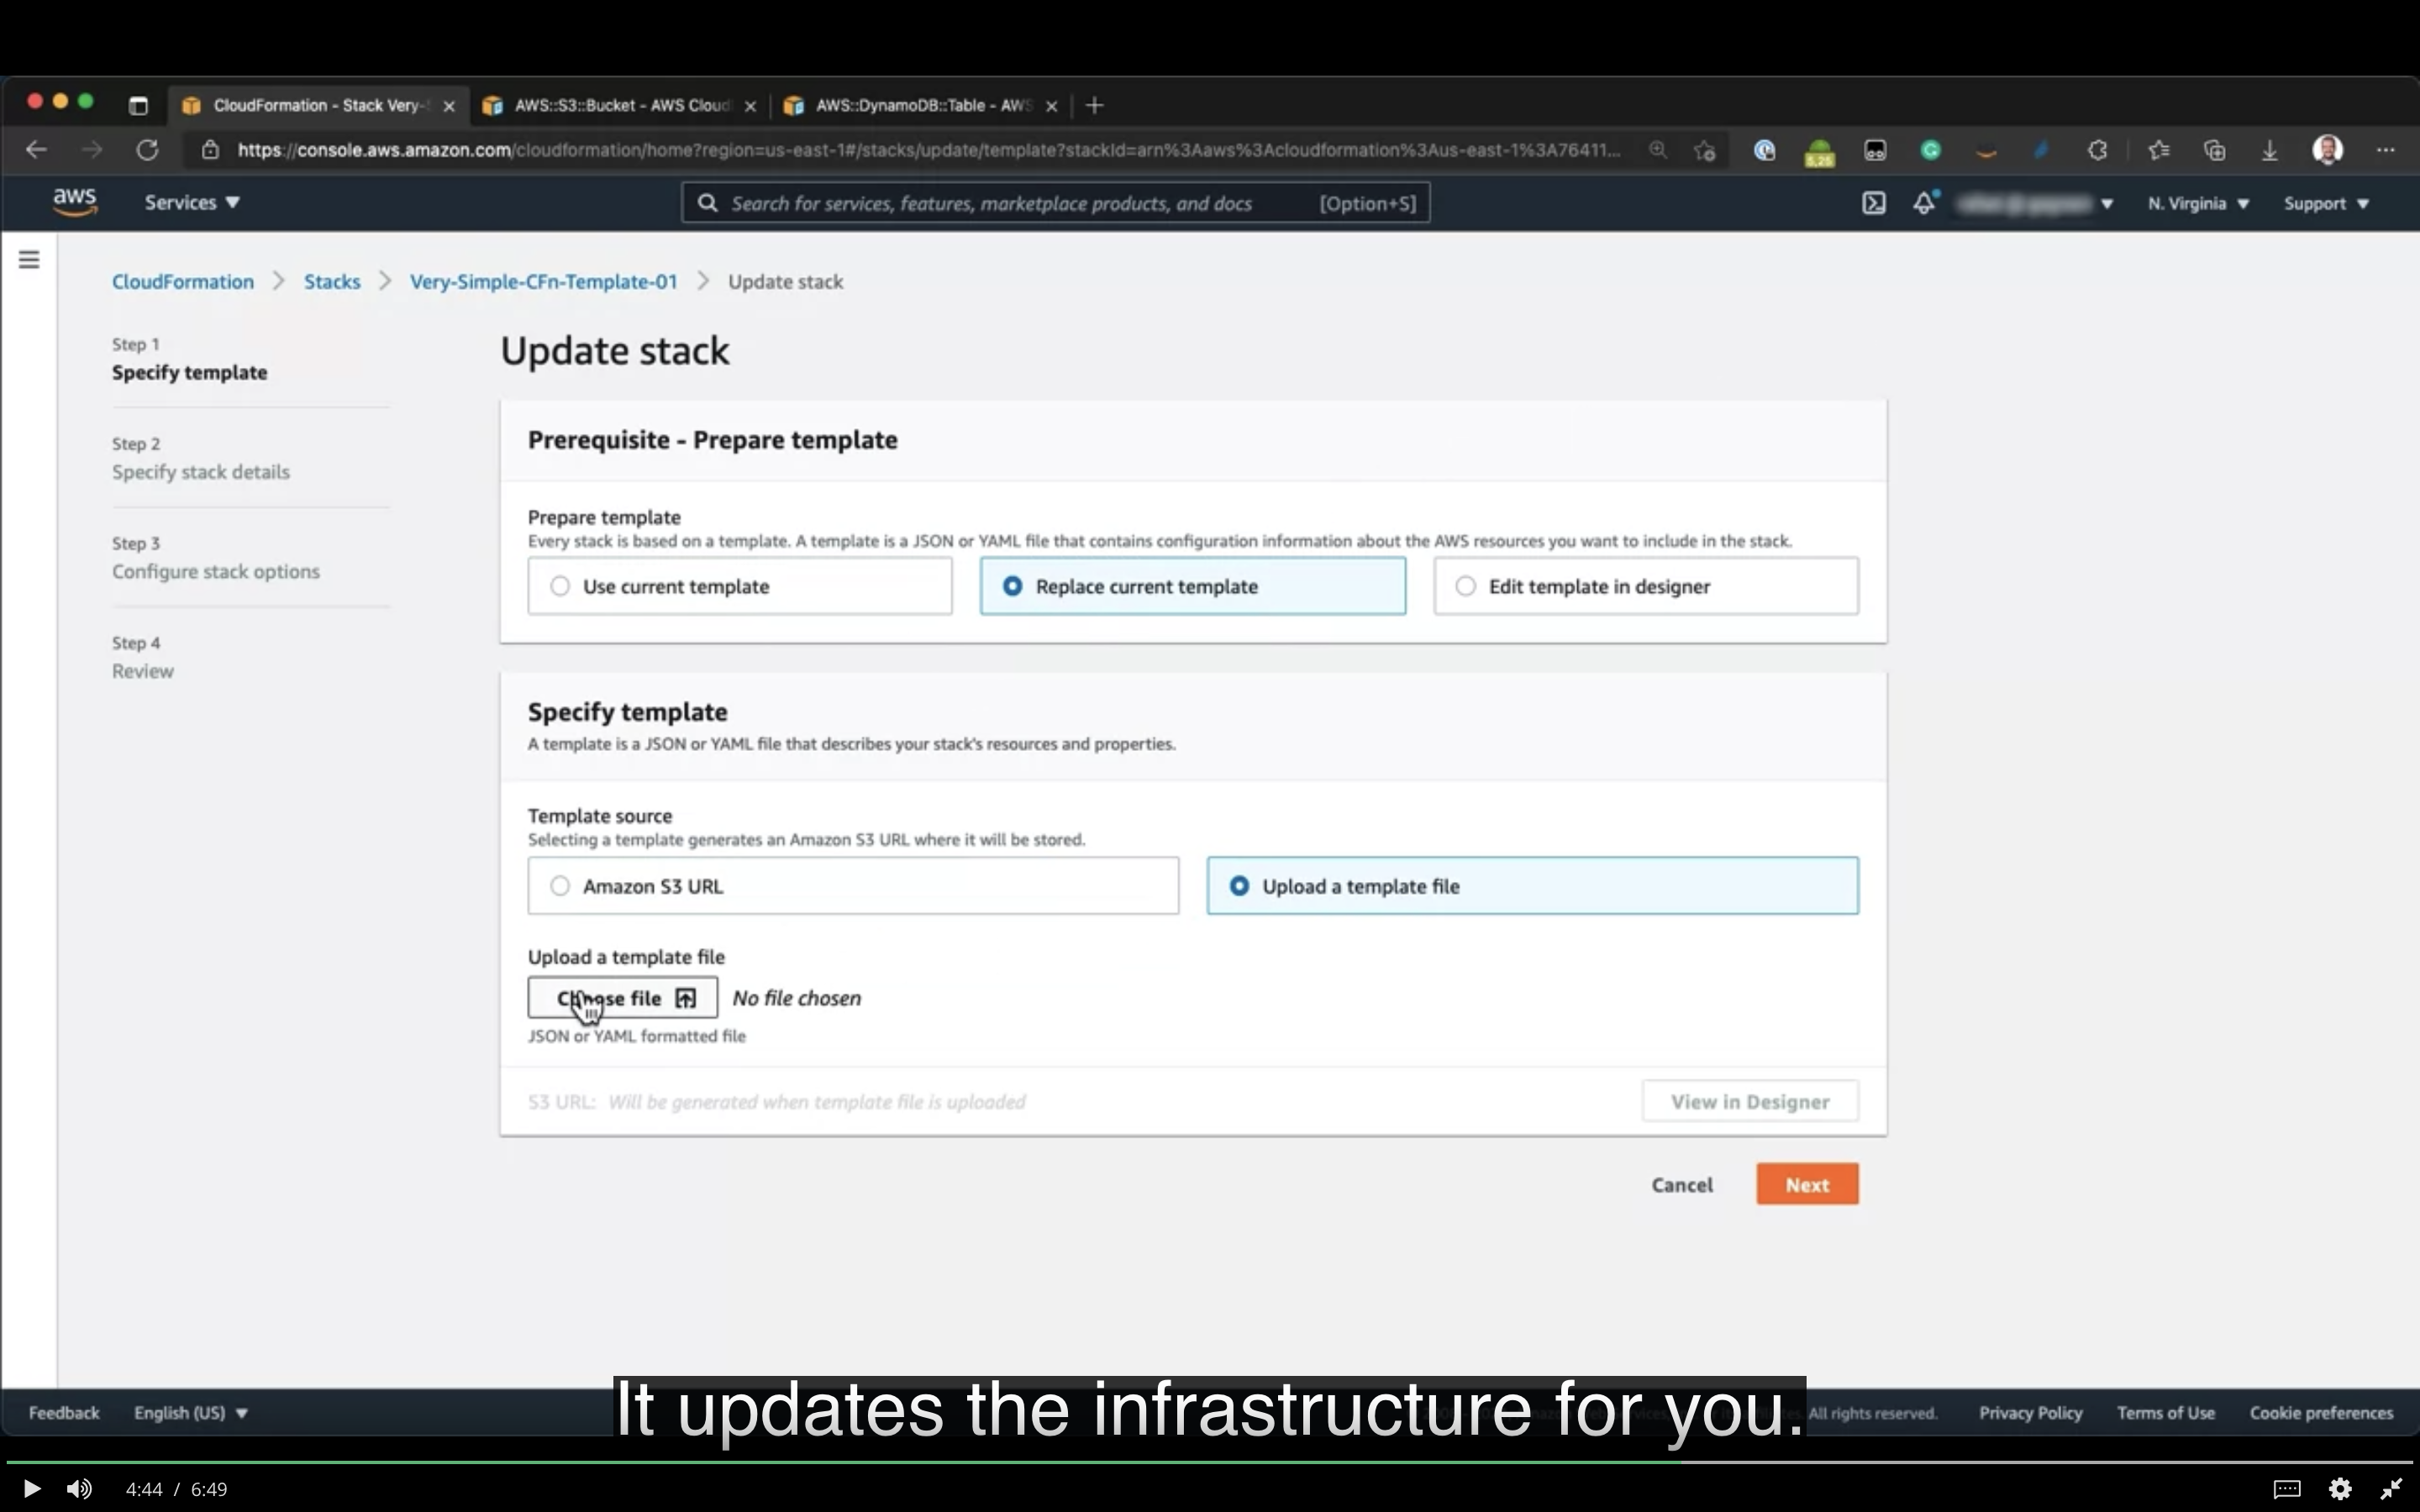 CloudFormation - Stack Very-
AWS::S3::Bucket - AWS Cloud
AWS::DynamoDB::Table - AWS
https://console.aws.amazon.com/cloudformation/home?region=us-east-1#/stacks/update/template?stackId=arn%3Aaws%3Acloudformation%3Aus-east-1%3A76411...
5,25
aws
Services
Search for services, features, marketplace products, and docs [Option+S]
N. Virginia
Support
CloudFormation > Stacks > Very-Simple-CFn-Template-01 > Update stack
Step 1
Specify template
Step 2
Specify stack details
Step 3
Configure stack options
Step 4
Review
Update stack
Prerequisite - Prepare template
Prepare template
Every stack is based on a template. A template is a JSON or YAML file that contains configuration information about the AWS resources you want to include in the stack.
Use current template
Replace current template
Edit template in designer
Specify template
A template is a JSON or YAML file that describes your stack's resources and properties.
Template source
Selecting a template generates an Amazon S3 URL where it will be stored.
Amazon S3 URL
Upload a template file
Upload a template file
Choose file No file chosen
JSON or YAML formatted file
S3 URL: Will be generated when template file is uploaded
View in Designer
Cancel
Next
It updates the infrastructure for you.
Feedback
English (US)
All rights reserved.
Privacy Policy
Terms of Use
Cookie preferences
4:44 / 6:49